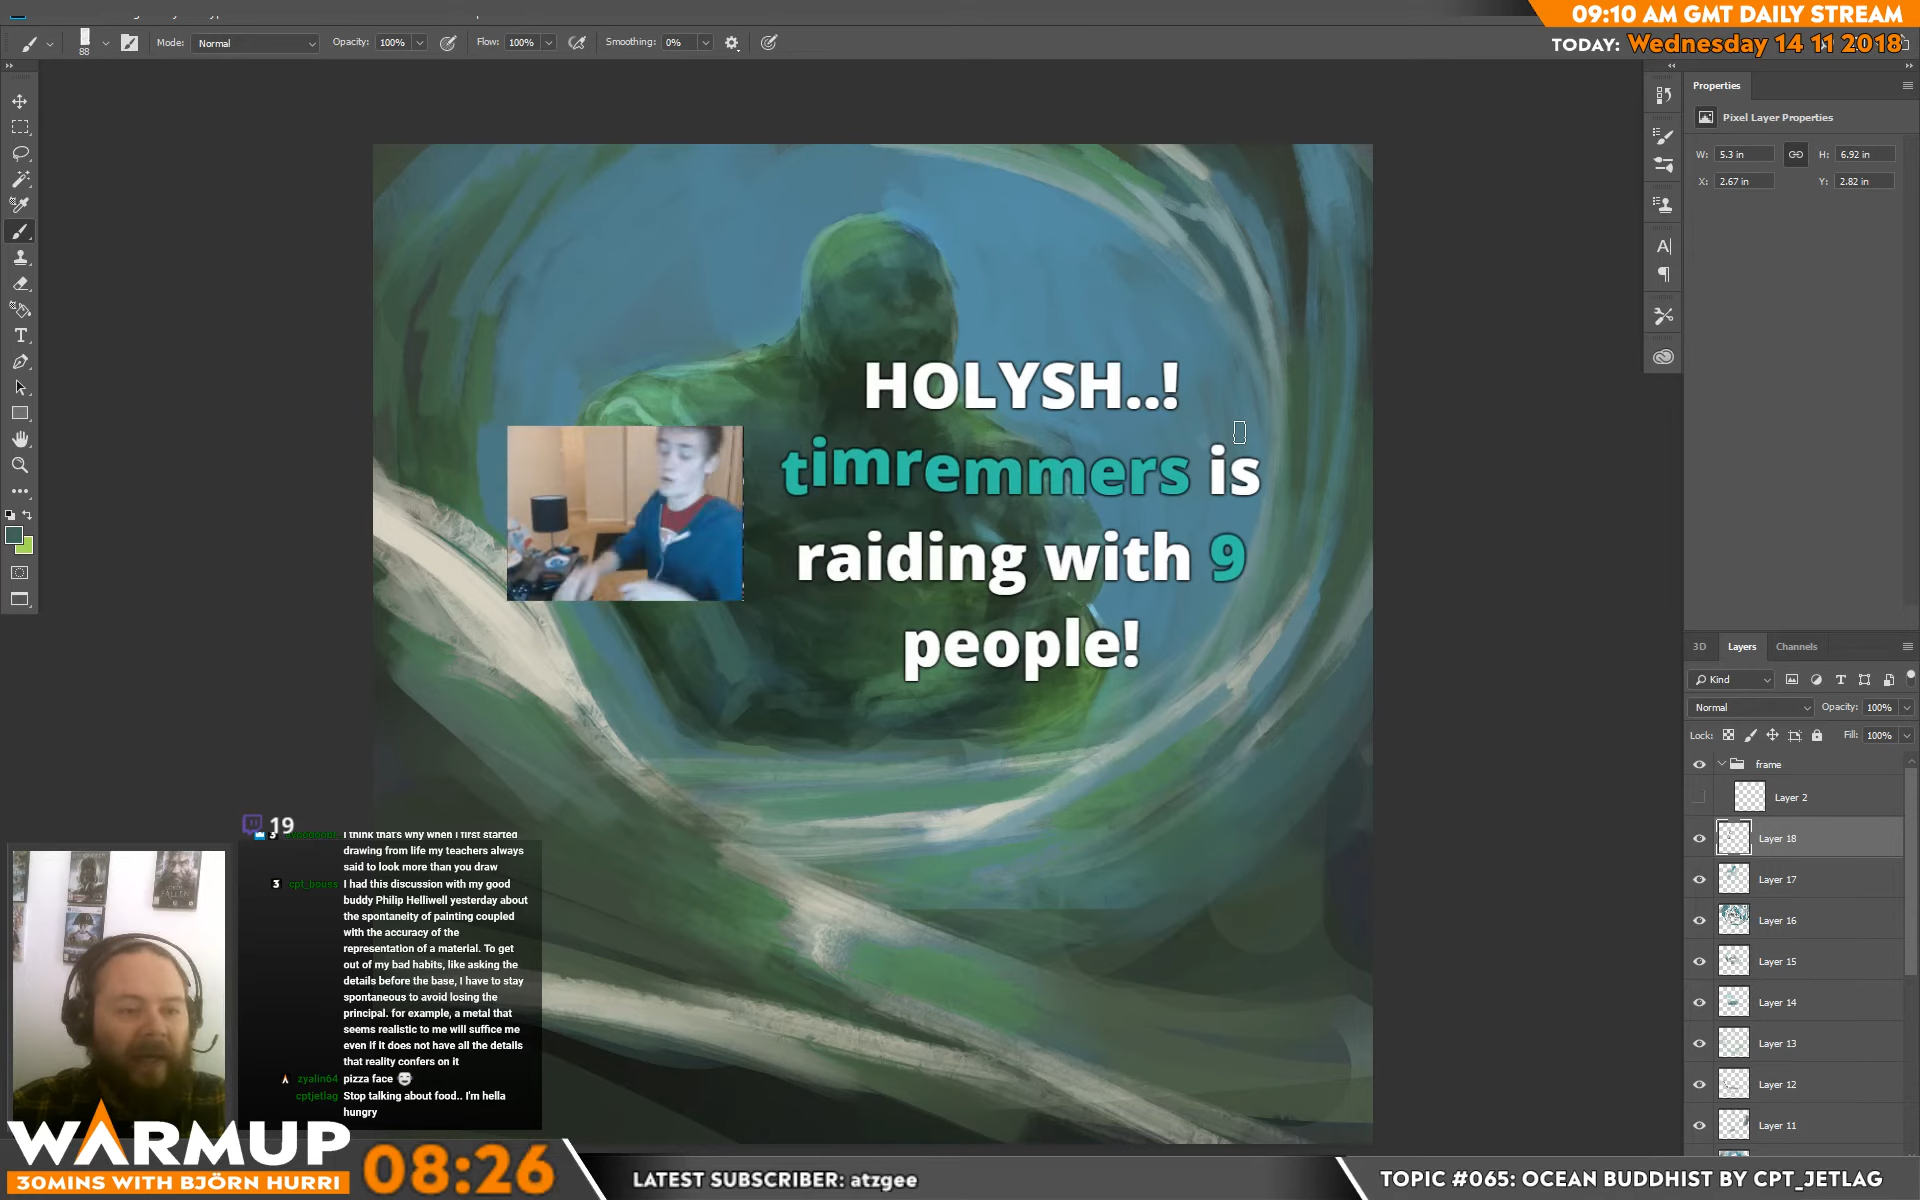 09:10 AM GMT DAILY STREAM
TODAY: Wednesday 14 11 2018
88
Mode: Normal
Opacity: 100%
Flow: 100%
Smoothing: 0%
Properties
Pixel Layer Properties
W: 5.3 in
H: 6.92 in
X: 2.67 in
Y: 2.82 in
HOLYSH..!
timremmers is
raiding with 9
people!
3D
Layers
Channels
Kind
Normal
Opacity: 100%
Lock:
Fill: 100%
frame
Layer 2
Layer 18
Layer 17
Layer 16
Layer 15
Layer 14
Layer 13
Layer 12
Layer 11
19
I think that's why when I first started
drawing from life my teachers always
said to look more than you draw
3 cpt_bouss I had this discussion with my good
buddy Philip Helliwell yesterday about
the spontaneity of painting coupled
with the accuracy of the
representation of a material. To get
out of my bad habits, like asking the
details before the base, I have to stay
spontaneous to avoid losing the
principal. for example, a metal that
seems realistic to me will suffice me
even if it does not have all the details
that reality confers on it
zyalin64 pizza face
cptjetlag Stop talking about food.. I'm hella
hungry
WARMUP
30MINS WITH BJÖRN HURRI
08:26
LATEST SUBSCRIBER: atzgee
TOPIC #065: OCEAN BUDDHIST BY CPT_JETLAG